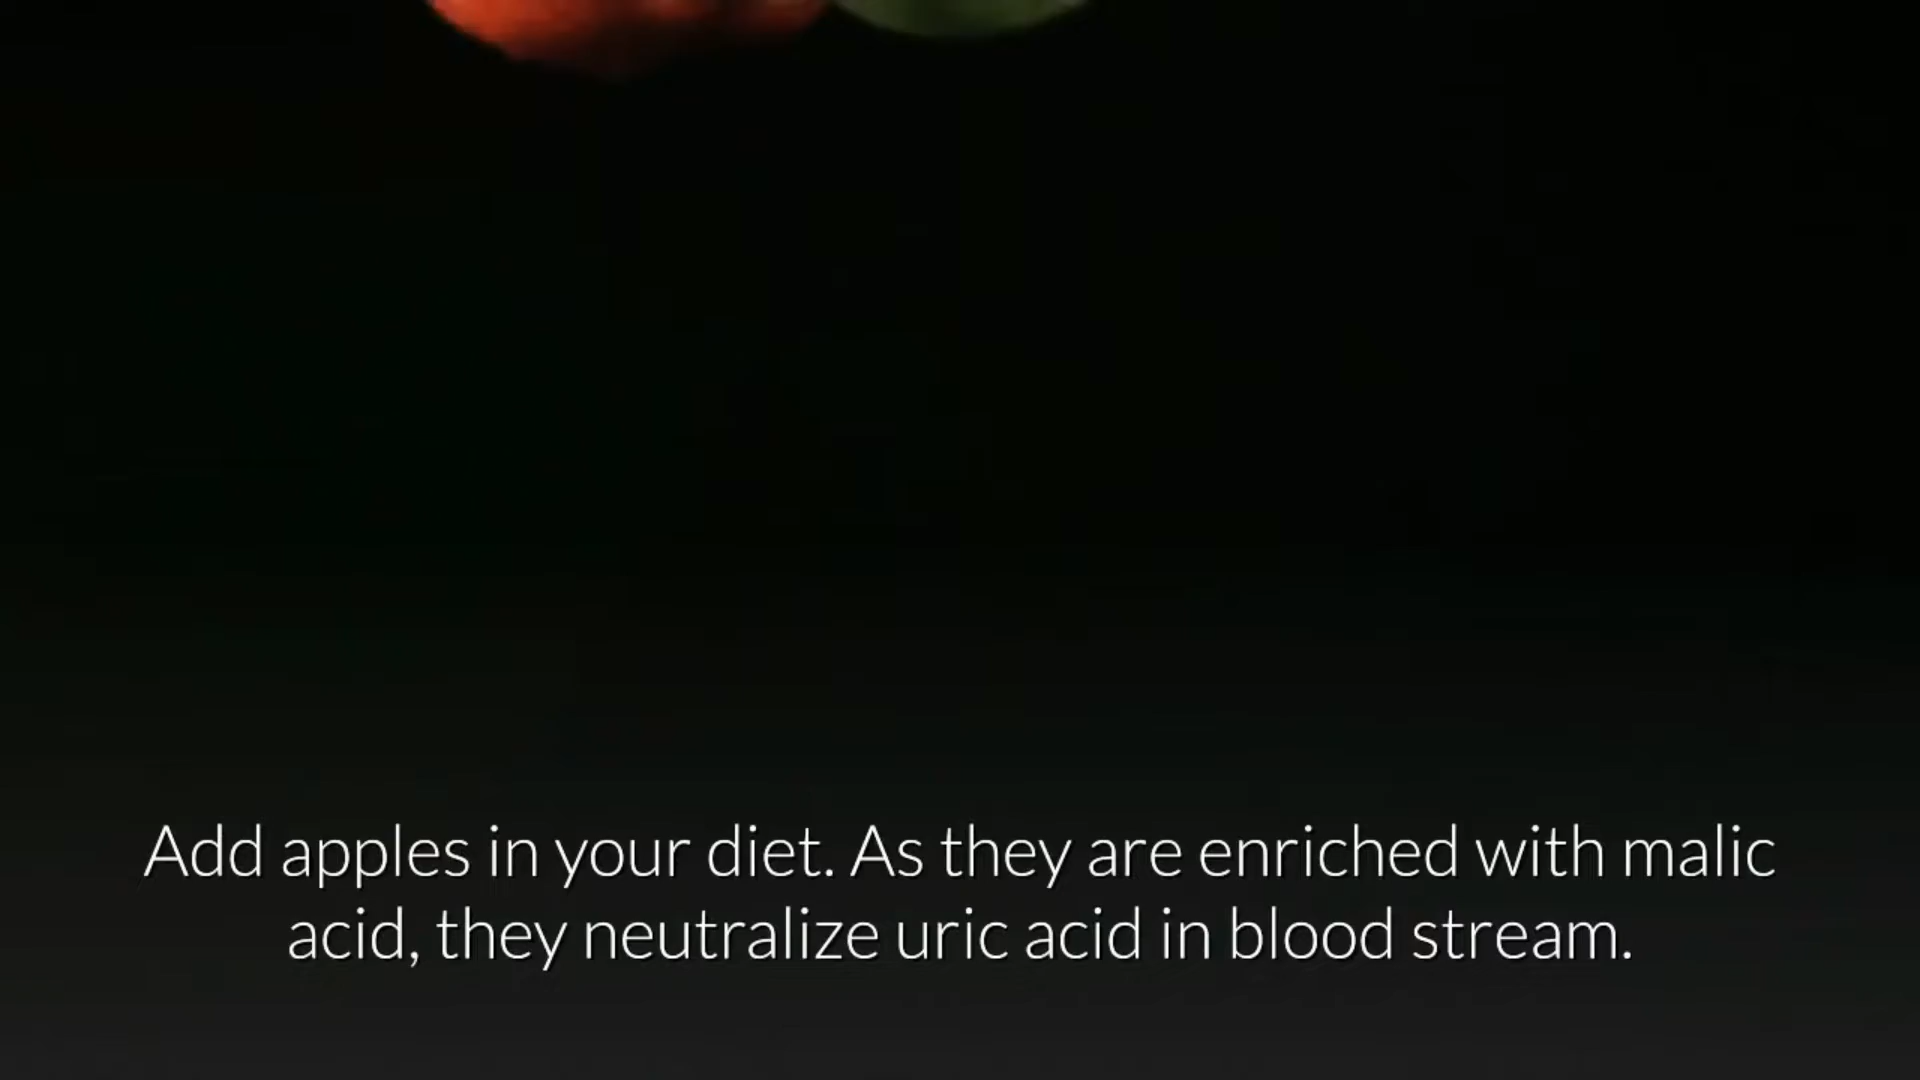 Add apples in your diet. As they are enriched with malic
acid, they neutralize uric acid in blood stream.